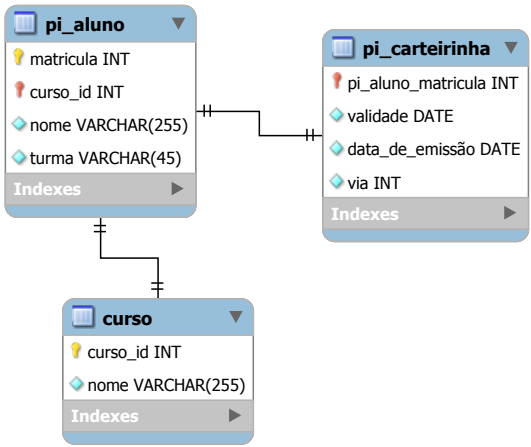 pi_aluno
matricula INT
curso_id INT
nome VARCHAR(255)
turma VARCHAR(45)
Indexes
pi_carteirinha
pi_aluno_matricula INT
validade DATE
data_de_emissão DATE
via INT
Indexes
curso
curso_id INT
nome VARCHAR(255)
Indexes